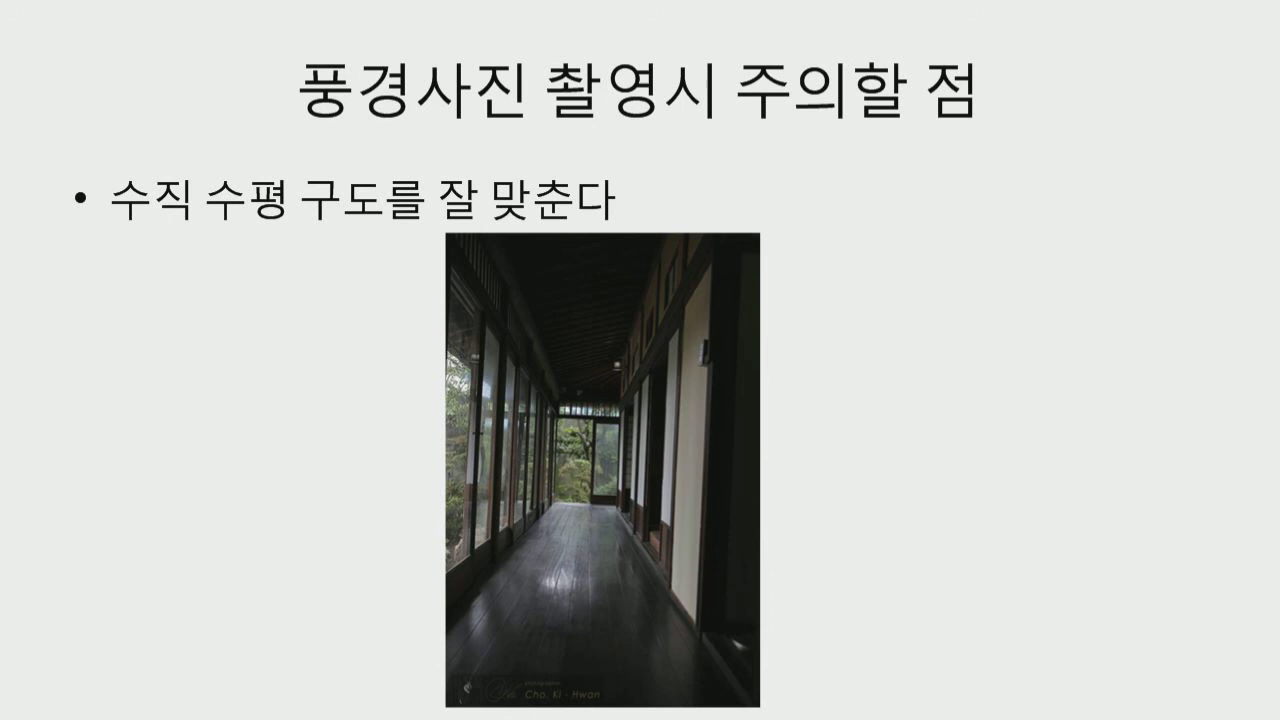 풍경사진 촬영시 주의할 점
• 수직 수평 구도를 잘 맞춘다
photographer
Cho. Ki - Hwan